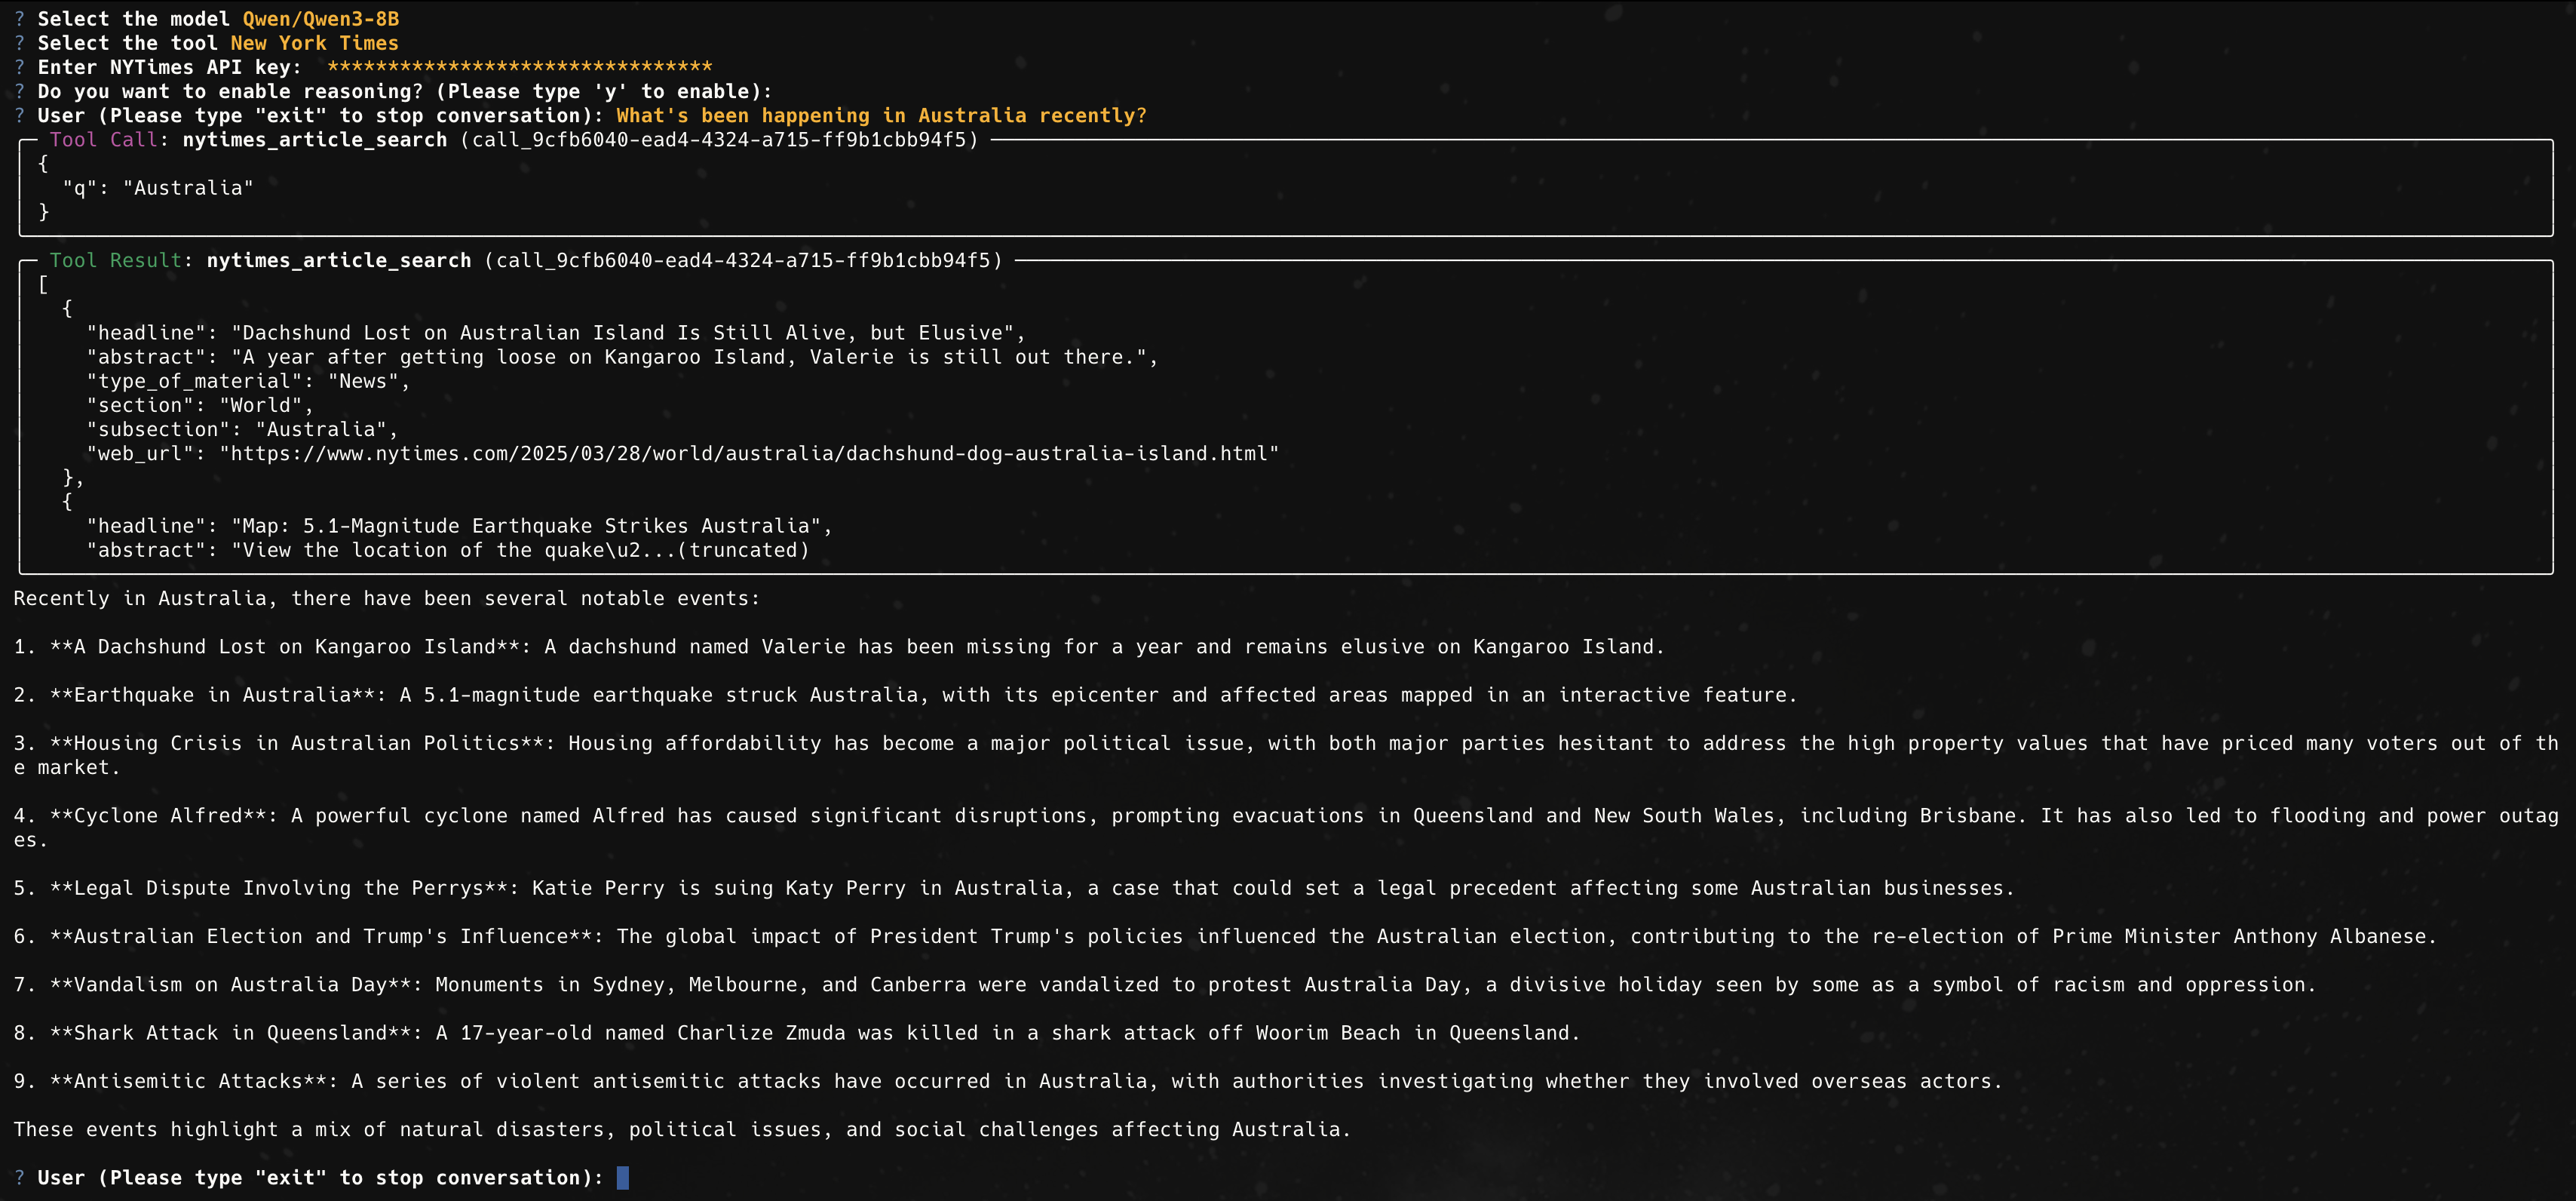 ? Select the model Qwen/Qwen3-8B
? Select the tool New York Times
? Enter NYTimes API key:  ********************************
? Do you want to enable reasoning? (Please type 'y' to enable):
? User (Please type "exit" to stop conversation): What's been happening in Australia recently?
Tool Call: nytimes_article_search (call_9cfb6040-ead4-4324-a715-ff9b1cbb94f5)
{
  "q": "Australia"
}
Tool Result: nytimes_article_search (call_9cfb6040-ead4-4324-a715-ff9b1cbb94f5)
[
  {
    "headline": "Dachshund Lost on Australian Island Is Still Alive, but Elusive",
    "abstract": "A year after getting loose on Kangaroo Island, Valerie is still out there.",
    "type_of_material": "News",
    "section": "World",
    "subsection": "Australia",
    "web_url": "https://www.nytimes.com/2025/03/28/world/australia/dachshund-dog-australia-island.html"
  },
  {
    "headline": "Map: 5.1-Magnitude Earthquake Strikes Australia",
    "abstract": "View the location of the quake\u2...(truncated)
Recently in Australia, there have been several notable events:
1. **A Dachshund Lost on Kangaroo Island**: A dachshund named Valerie has been missing for a year and remains elusive on Kangaroo Island.
2. **Earthquake in Australia**: A 5.1-magnitude earthquake struck Australia, with its epicenter and affected areas mapped in an interactive feature.
3. **Housing Crisis in Australian Politics**: Housing affordability has become a major political issue, with both major parties hesitant to address the high property values that have priced many voters out of th
e market.
4. **Cyclone Alfred**: A powerful cyclone named Alfred has caused significant disruptions, prompting evacuations in Queensland and New South Wales, including Brisbane. It has also led to flooding and power outag
es.
5. **Legal Dispute Involving the Perrys**: Katie Perry is suing Katy Perry in Australia, a case that could set a legal precedent affecting some Australian businesses.
6. **Australian Election and Trump's Influence**: The global impact of President Trump's policies influenced the Australian election, contributing to the re-election of Prime Minister Anthony Albanese.
7. **Vandalism on Australia Day**: Monuments in Sydney, Melbourne, and Canberra were vandalized to protest Australia Day, a divisive holiday seen by some as a symbol of racism and oppression.
8. **Shark Attack in Queensland**: A 17-year-old named Charlize Zmuda was killed in a shark attack off Woorim Beach in Queensland.
9. **Antisemitic Attacks**: A series of violent antisemitic attacks have occurred in Australia, with authorities investigating whether they involved overseas actors.
These events highlight a mix of natural disasters, political issues, and social challenges affecting Australia.
? User (Please type "exit" to stop conversation):